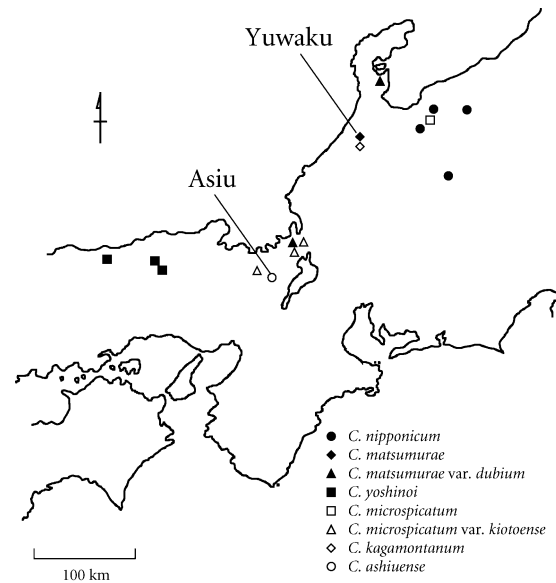 Yuwaku
Asiu
C. nipponicum
C. matsumurae
C. matsumurae var. dubium
C. yoshinoi
C. microspicatum
C. microspicatum var. kiotoense
C. kagamontanum
C. ashiuense
100 km